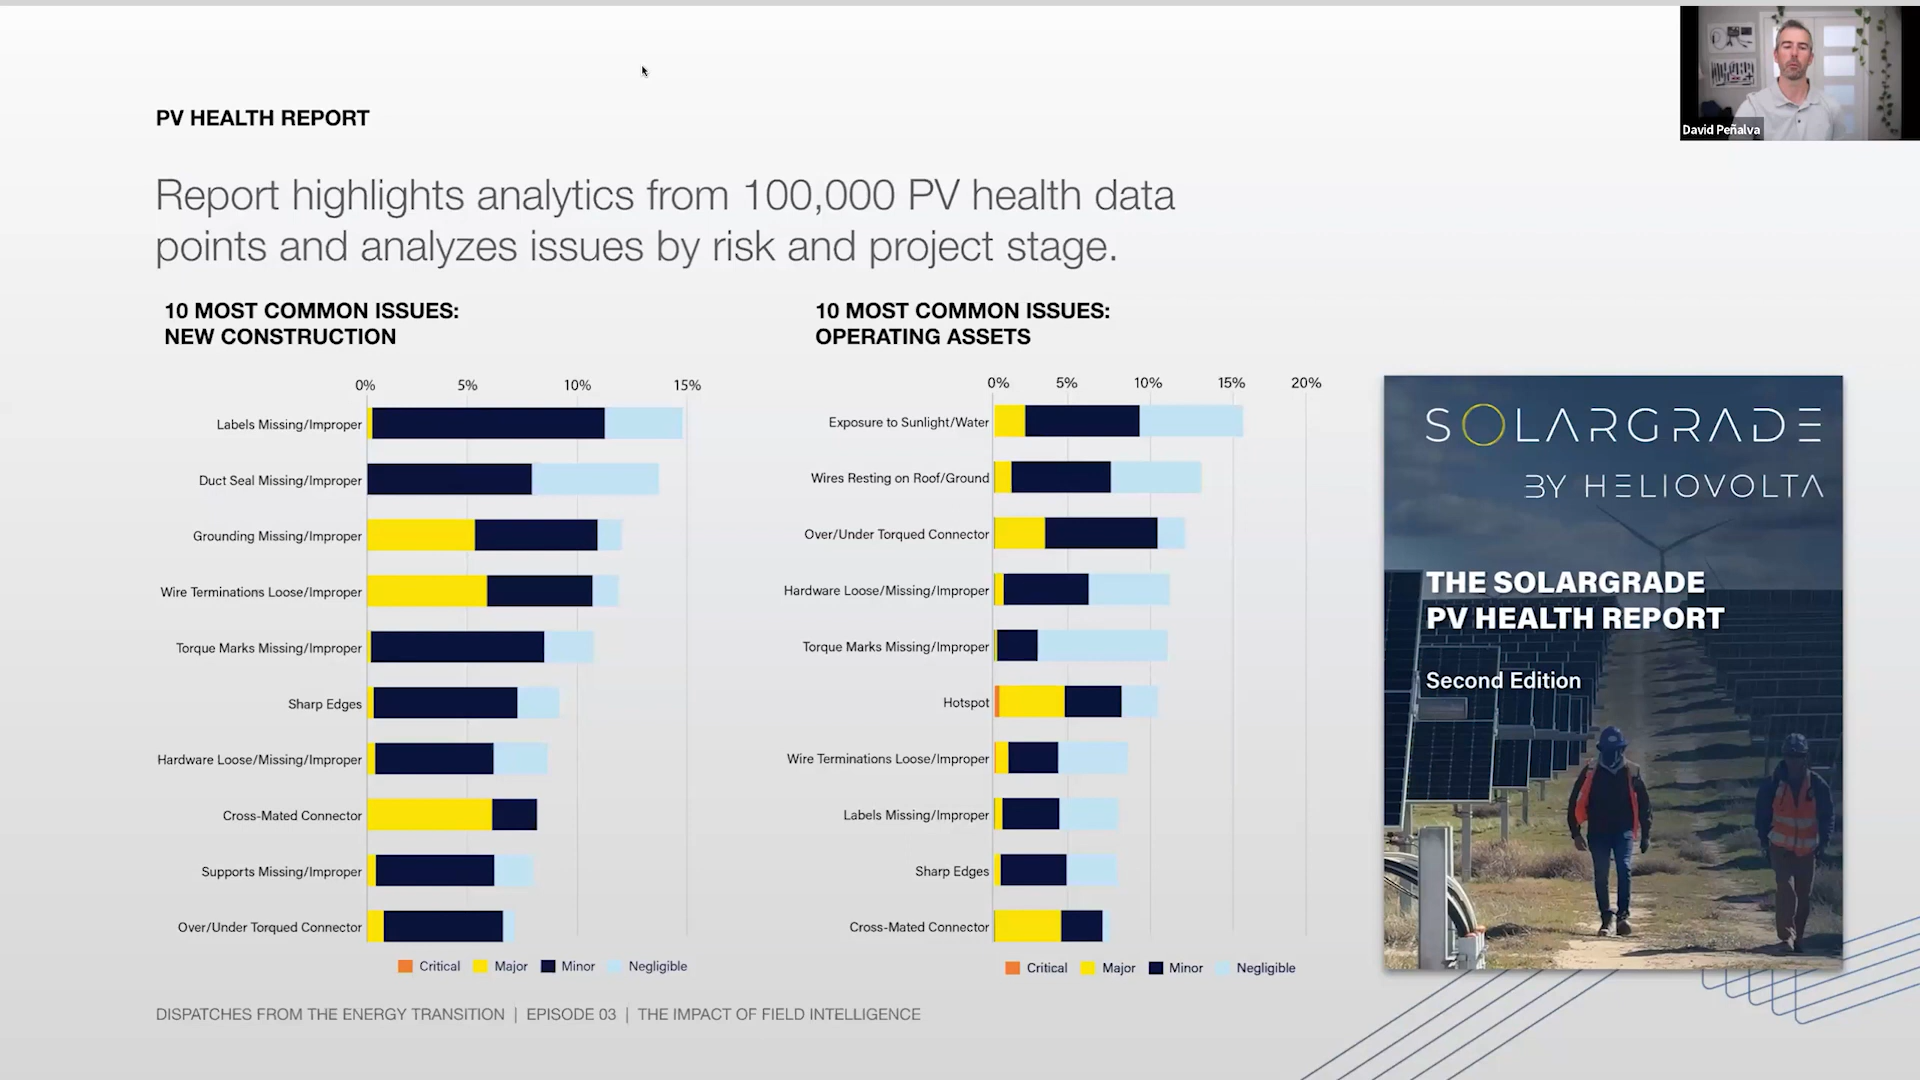 David Peñalva
PV HEALTH REPORT
Report highlights analytics from 100,000 PV health data
points and analyzes issues by risk and project stage.
10 MOST COMMON ISSUES:
NEW CONSTRUCTION
0% 5% 10% 15%
Labels Missing/Improper
Duct Seal Missing/Improper
Grounding Missing/Improper
Wire Terminations Loose/Improper
Torque Marks Missing/Improper
Sharp Edges
Hardware Loose/Missing/Improper
Cross-Mated Connector
Supports Missing/Improper
Over/Under Torqued Connector
Critical Major Minor Negligible
10 MOST COMMON ISSUES:
OPERATING ASSETS
0% 5% 10% 15% 20%
Exposure to Sunlight/Water
Wires Resting on Roof/Ground
Over/Under Torqued Connector
Hardware Loose/Missing/Improper
Torque Marks Missing/Improper
Hotspot
Wire Terminations Loose/Improper
Labels Missing/Improper
Sharp Edges
Cross-Mated Connector
Critical Major Minor Negligible
SOLARGRADE
BY HELIOVOLTA
THE SOLARGRADE
PV HEALTH REPORT
Second Edition
DISPATCHES FROM THE ENERGY TRANSITION | EPISODE 03 | THE IMPACT OF FIELD INTELLIGENCE